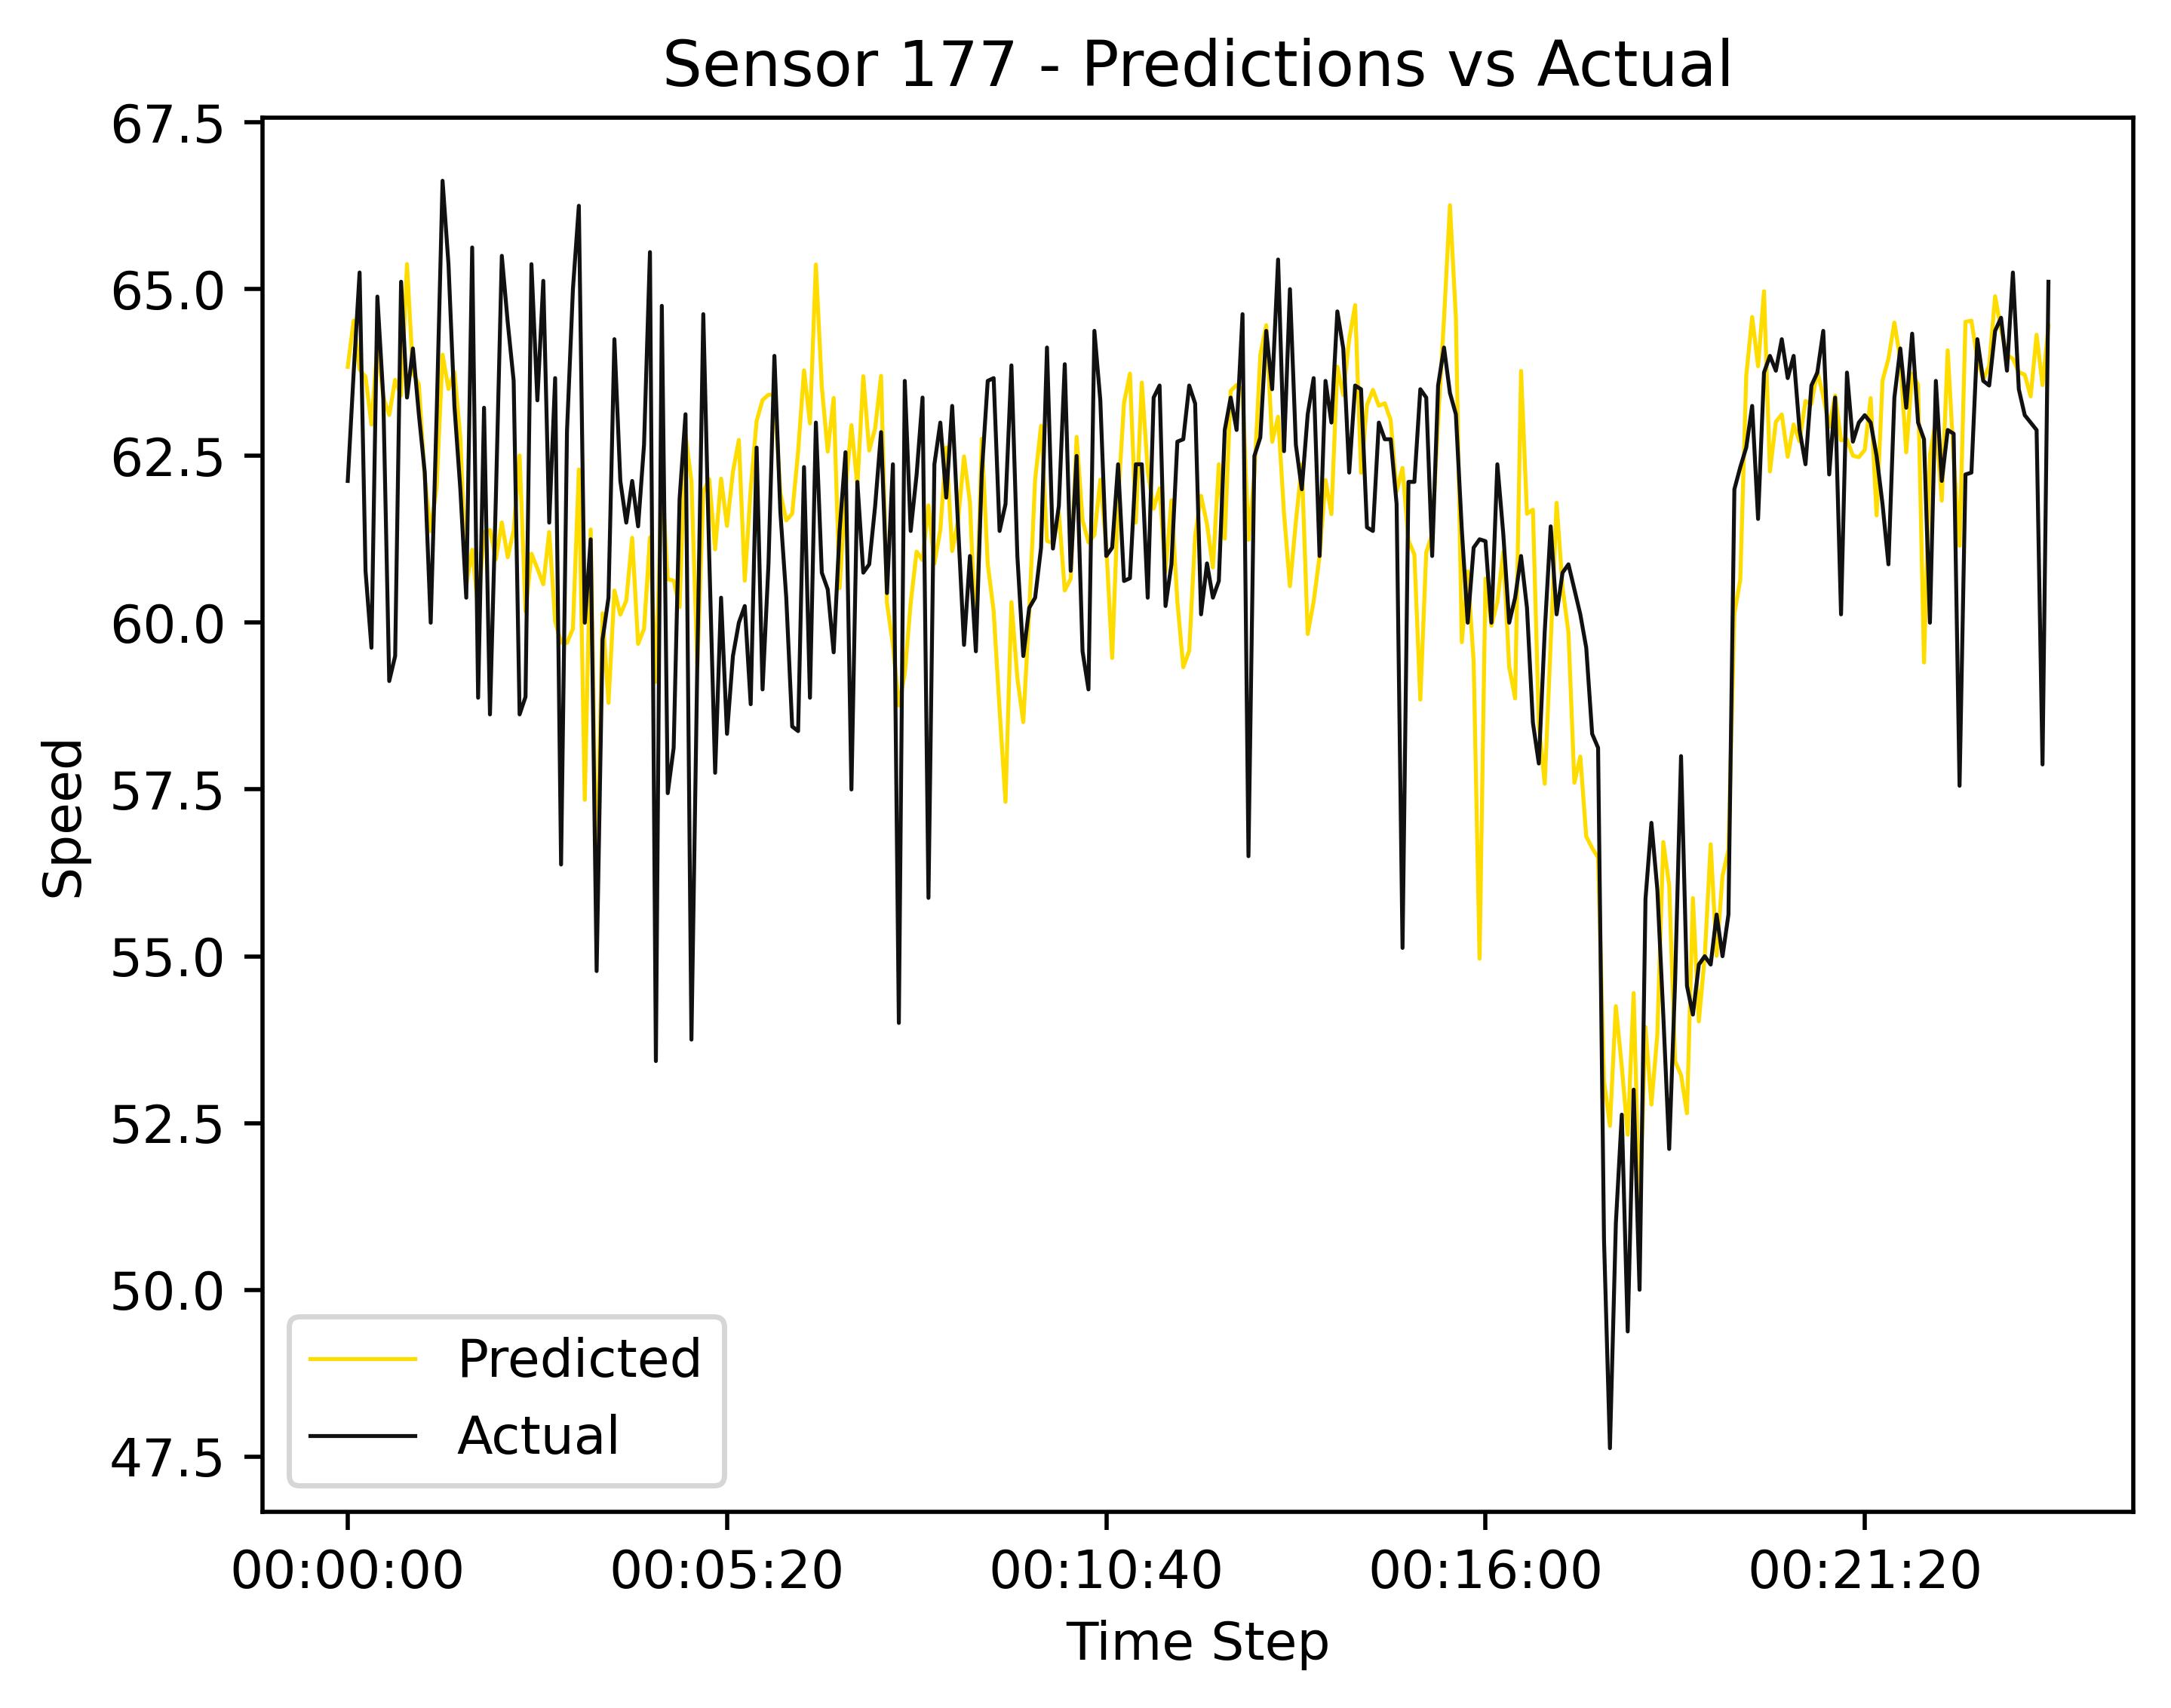 Sensor 177 - Predictions vs Actual
67.5
65.0
62.5
60.0
57.5
55.0
52.5
50.0
47.5
Speed
Predicted
Actual
00:00:00 00:05:20 00:10:40 00:16:00 00:21:20
Time Step